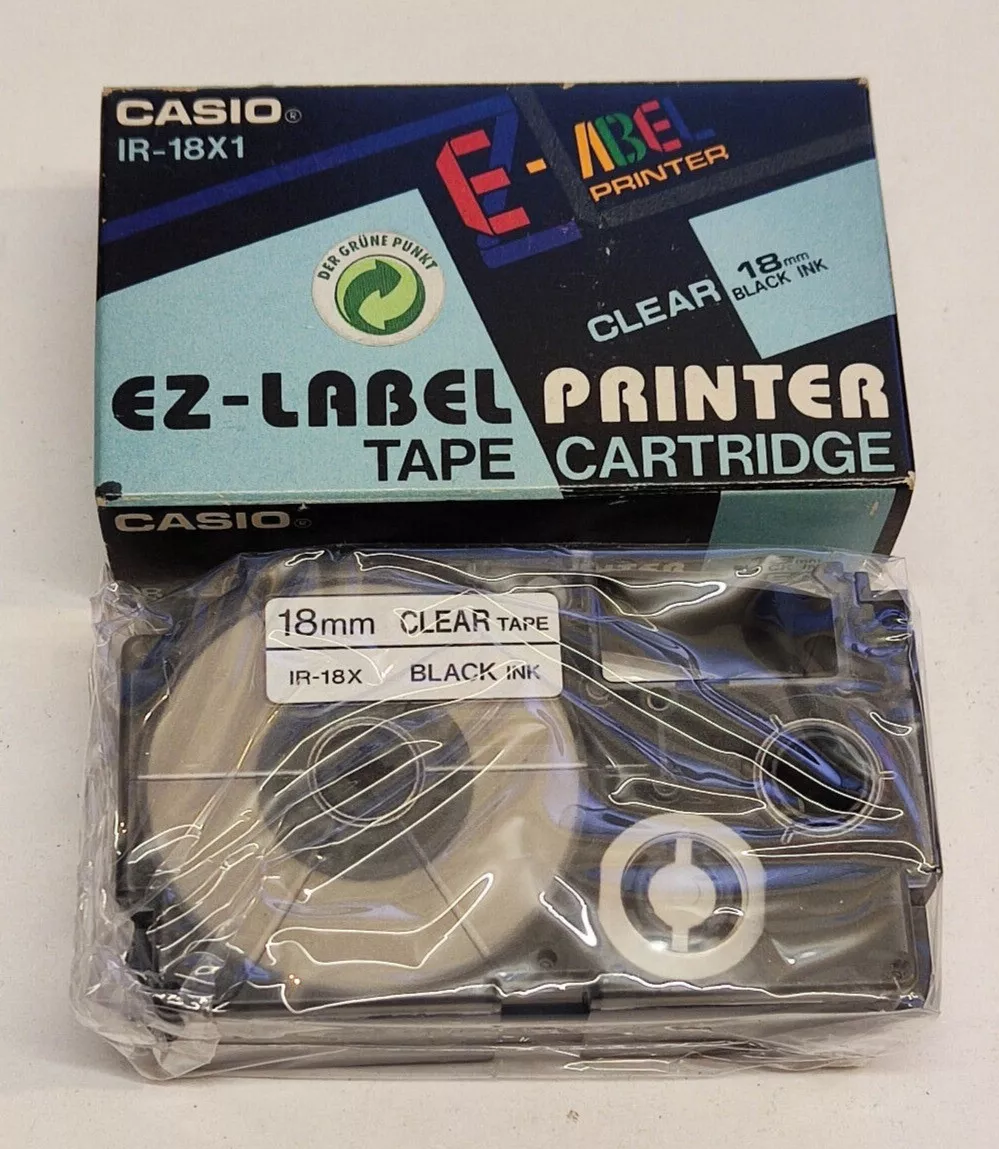 CASIO®
IR-18X1
E-LABEL
PRINTER
DER GRÜNE PUNKT
CLEAR
18mm
BLACK INK
EZ-LABEL PRINTER
TAPE CARTRIDGE
CASIO®
18mm CLEAR TAPE
IR-18X BLACK INK